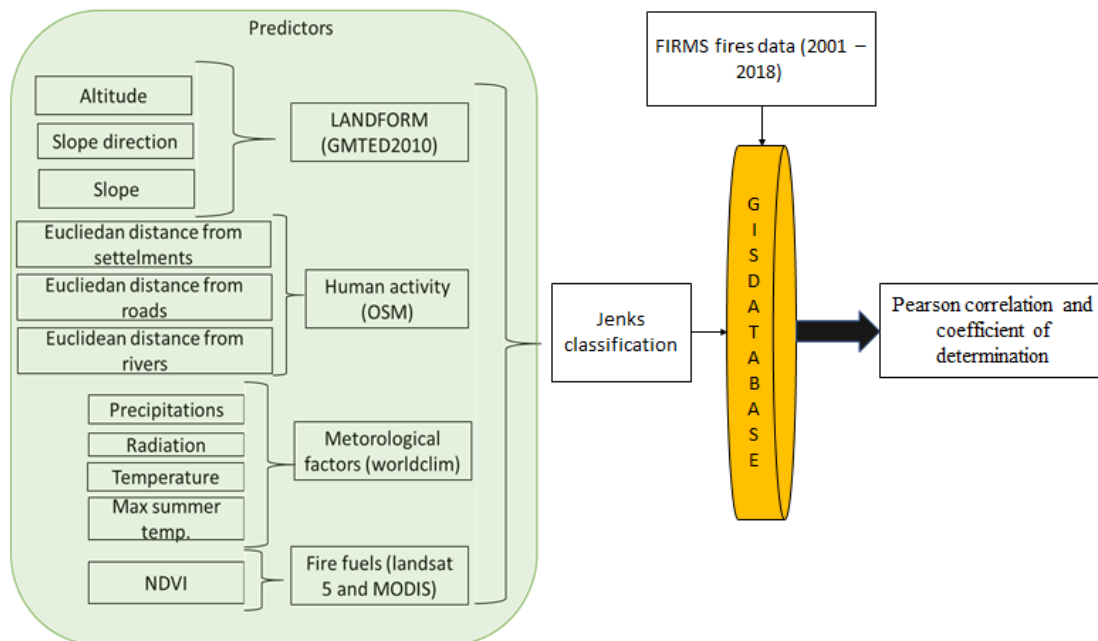 Predictors
Altitude
Slope direction
Slope
LANDFORM
(GMTED2010)
Eucliedan distance from
settelments
Eucliedan distance from
roads
Euclidean distance from
rivers
Human activity
(OSM)
Precipitations
Radiation
Temperature
Max summer
temp.
Metorological
factors (worldclim)
NDVI
Fire fuels (landsat
5 and MODIS)
Jenks
classification
FIRMS fires data (2001 –
2018)
GISDATABASE
Pearson correlation and
coefficient of
determination